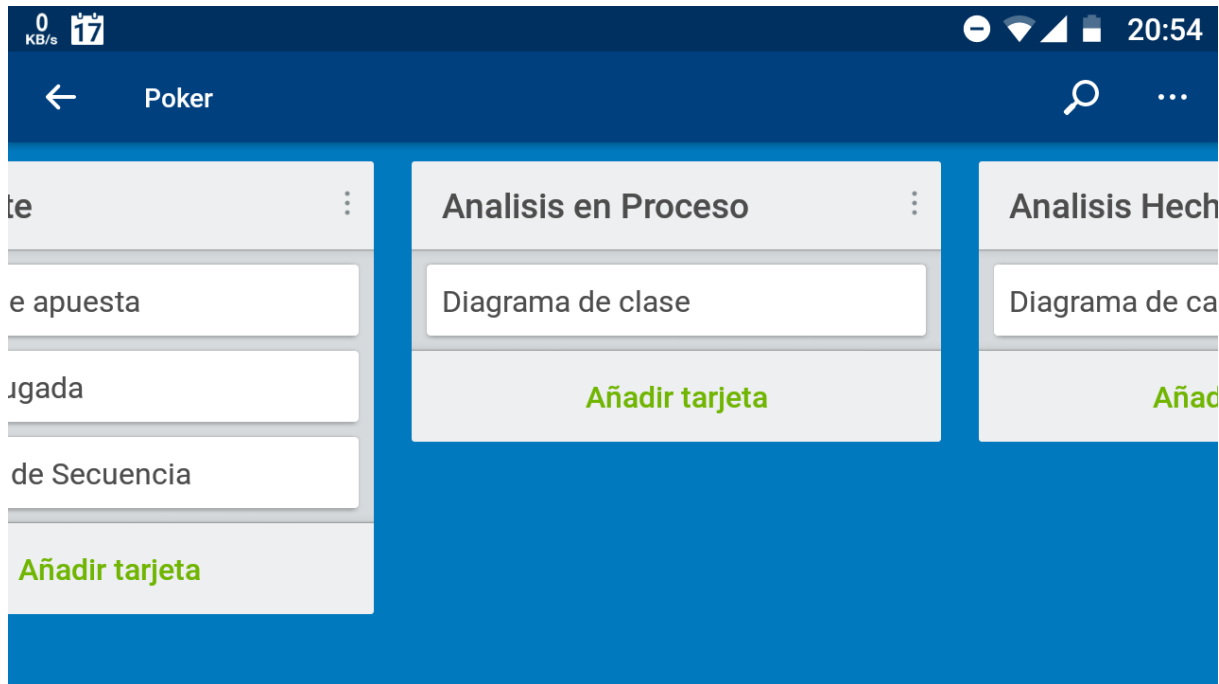 0
KB/s
17
20:54
Poker
te
e apuesta
ugada
de Secuencia
Añadir tarjeta
Analisis en Proceso
Diagrama de clase
Añadir tarjeta
Analisis Hech
Diagrama de ca
Añad